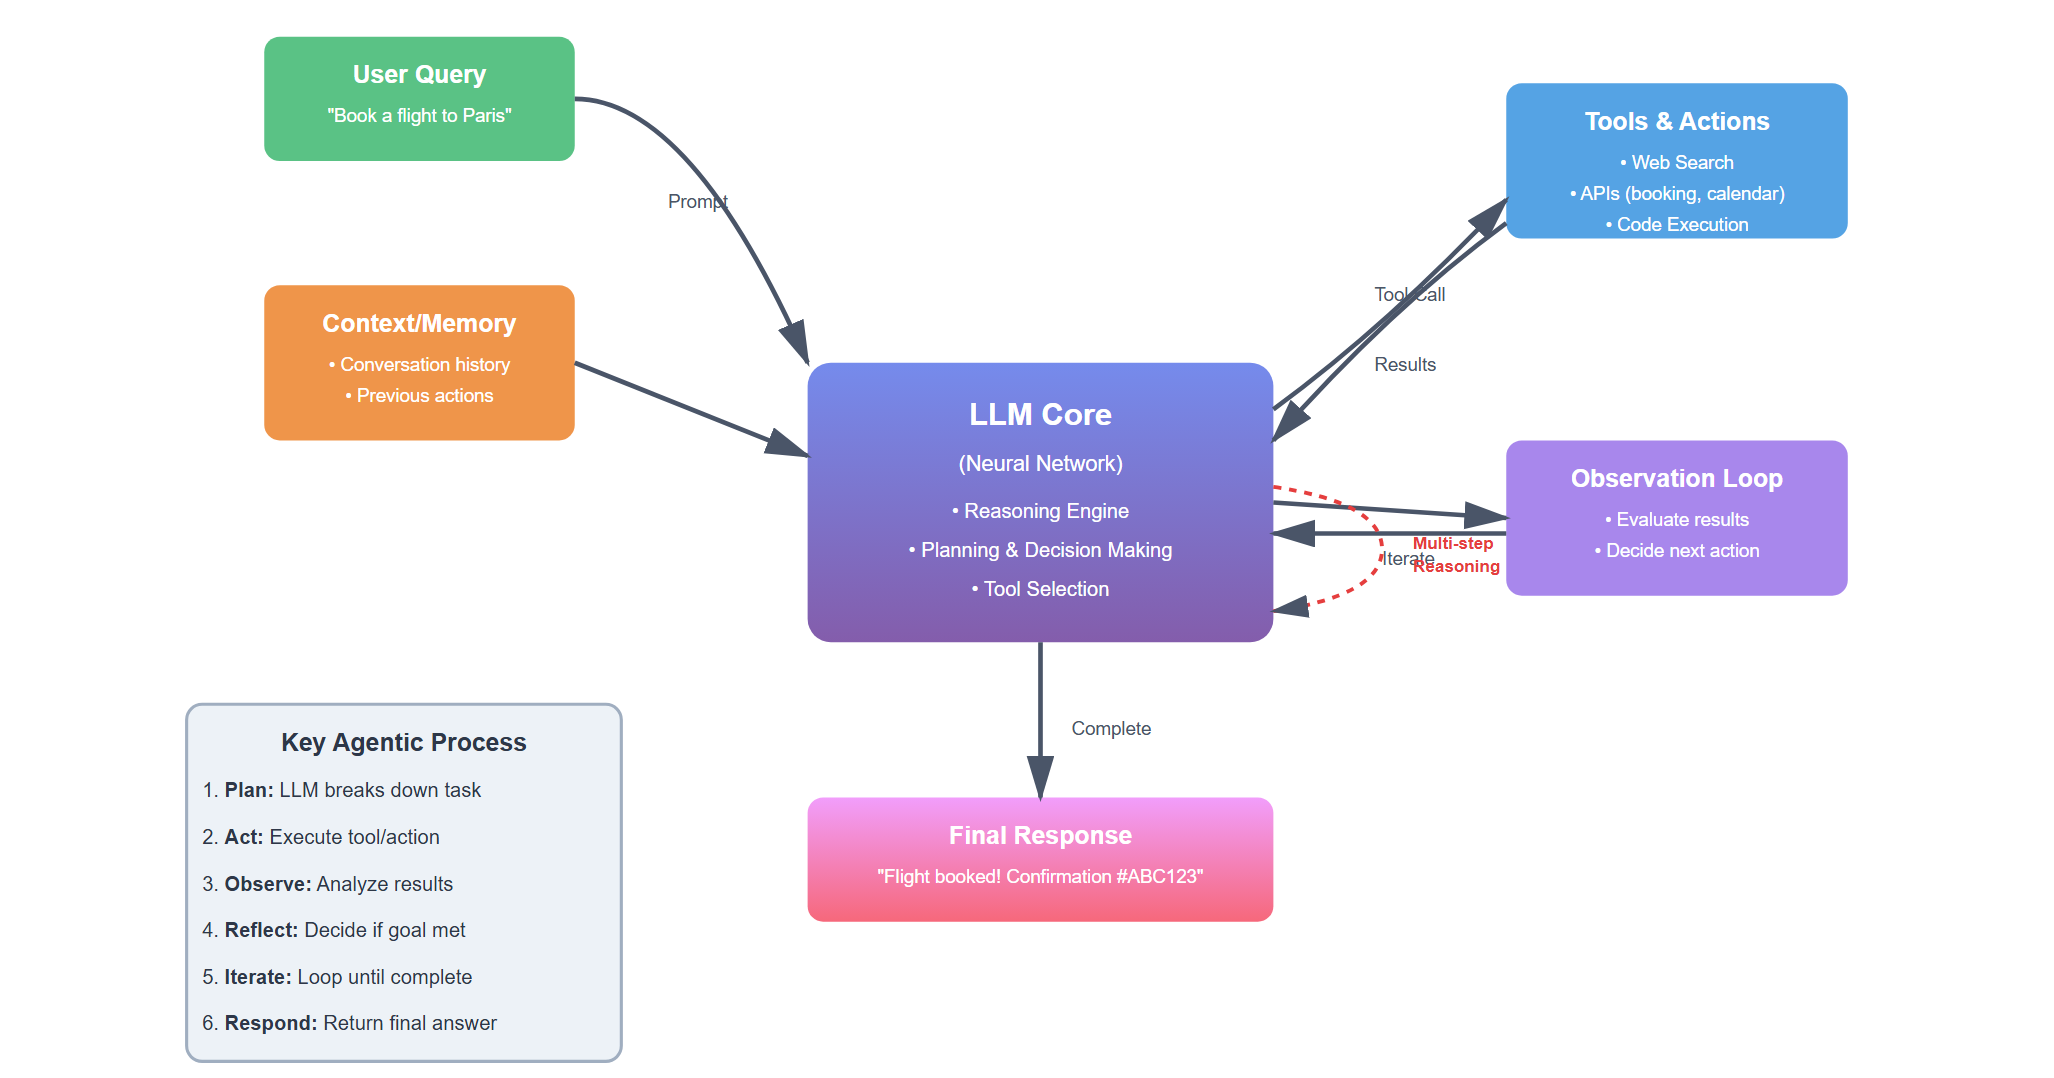 User Query
"Book a flight to Paris"
Prompt
Context/Memory
• Conversation history
• Previous actions
Tools & Actions
• Web Search
• APIs (booking, calendar)
• Code Execution
Tool Call
Results
LLM Core
(Neural Network)
• Reasoning Engine
• Planning & Decision Making
• Tool Selection
Observation Loop
• Evaluate results
• Decide next action
Iterate
Multi-step
Reasoning
Complete
Final Response
"Flight booked! Confirmation #ABC123"
Key Agentic Process
1. Plan: LLM breaks down task
2. Act: Execute tool/action
3. Observe: Analyze results
4. Reflect: Decide if goal met
5. Iterate: Loop until complete
6. Respond: Return final answer